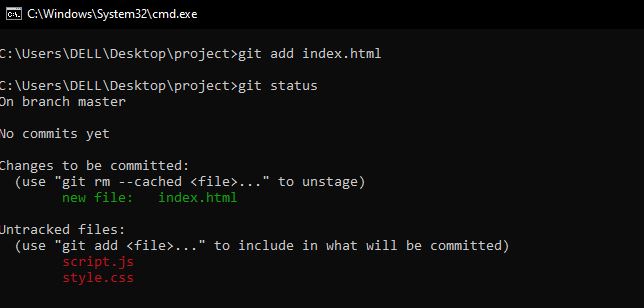 C:\Windows\System32\cmd.exe
C:\Users\DELL\Desktop\project>git add index.html
C:\Users\DELL\Desktop\project>git status
On branch master
No commits yet
Changes to be committed:
  (use "git rm --cached <file>..." to unstage)
        new file:   index.html
Untracked files:
  (use "git add <file>..." to include in what will be committed)
        script.js
        style.css